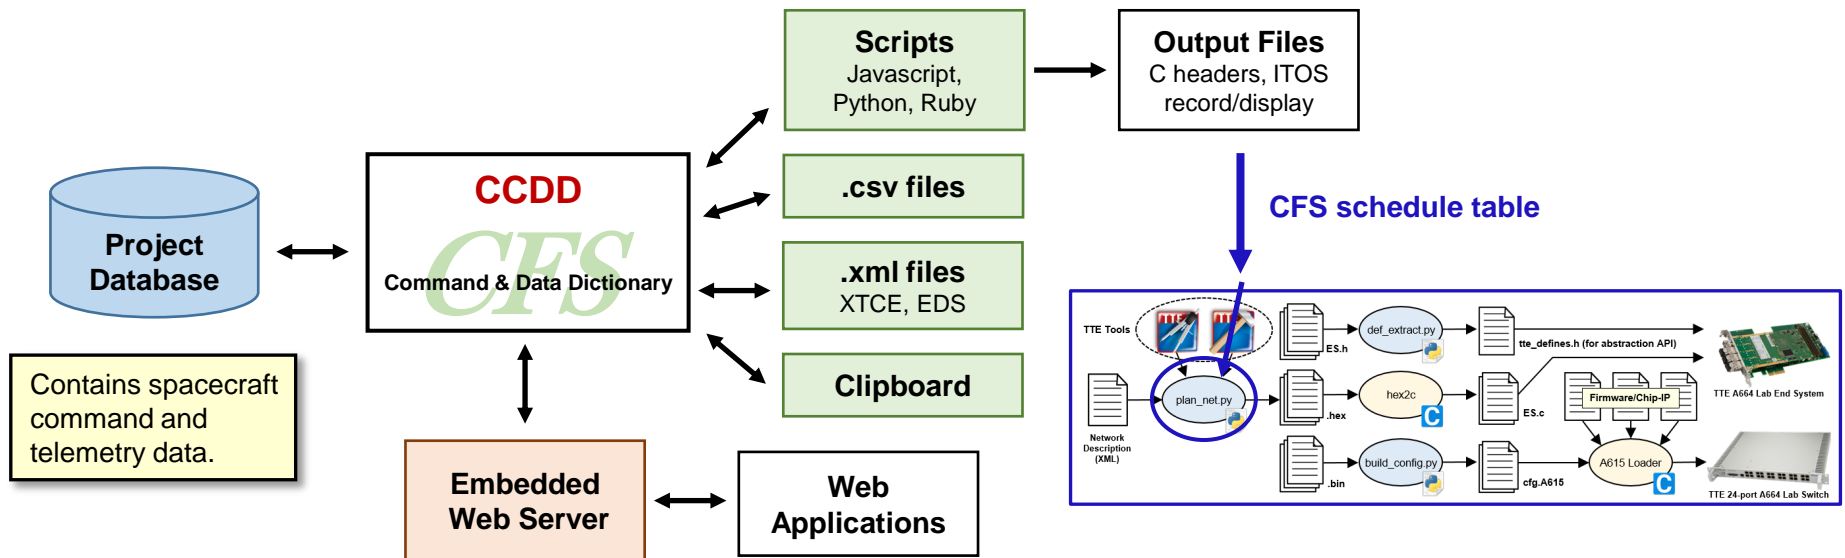 Scripts
Javascript,
Python, Ruby
Output Files
C headers, ITOS
record/display
Project
Database
CCDD
CFS
Command & Data Dictionary
.csv files
.xml files
XTCE, EDS
Clipboard
CFS schedule table
Contains spacecraft
command and
telemetry data.
Embedded
Web Server
Web
Applications
TTE Tools
TTE
TTE
ES.h
def_extract.py
tte_defines.h (for abstraction API)
TTE A664 Lab End System
Network
Description
(XML)
plan_net.py
.hex
hex2c
C
ES.c
Firmware/Chip-IP
.bin
build_config.py
cfg.A615
A615 Loader
C
TTE 24-port A664 Lab Switch